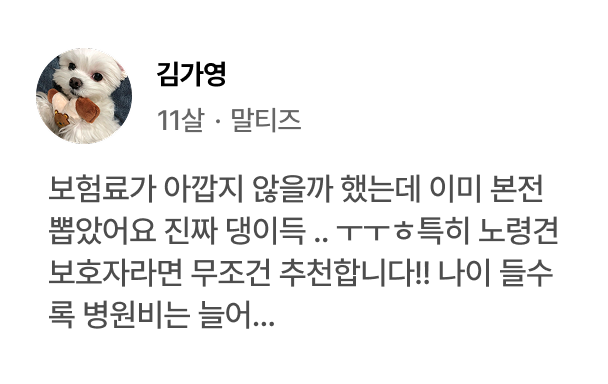 김가영
11살 · 말티즈
보험료가 아깝지 않을까 했는데 이미 본전
뽑았어요 진짜 댕이득 .. ㅜㅜㅎ특히 노령견
보호자라면 무조건 추천합니다!! 나이 들수
록 병원비는 늘어...